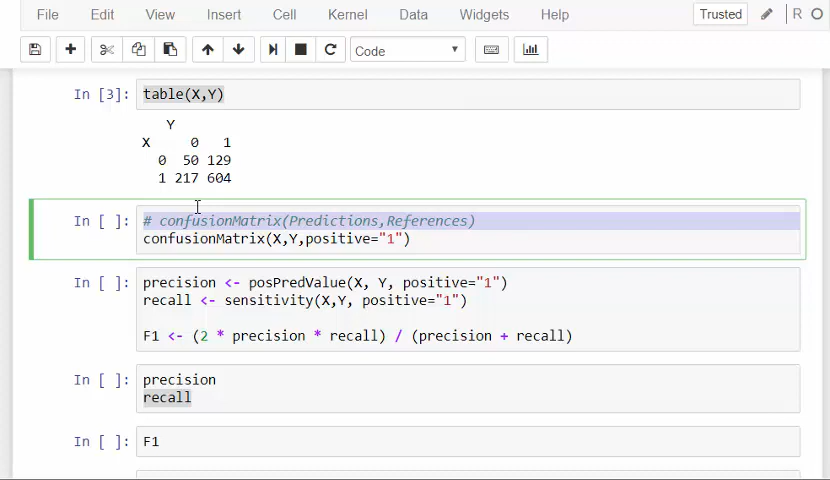 File Edit View Insert Cell Kernel Data Widgets Help Trusted R
Code
In [3]: table(X,Y)
Y
X 0 1
0 50 129
1 217 604
In [ ]: # confusionMatrix(Predictions,References)
confusionMatrix(X,Y,positive="1")
In [ ]: precision <- posPredValue(X, Y, positive="1")
recall <- sensitivity(X,Y, positive="1")
F1 <- (2 * precision * recall) / (precision + recall)
In [ ]: precision
recall
In [ ]: F1